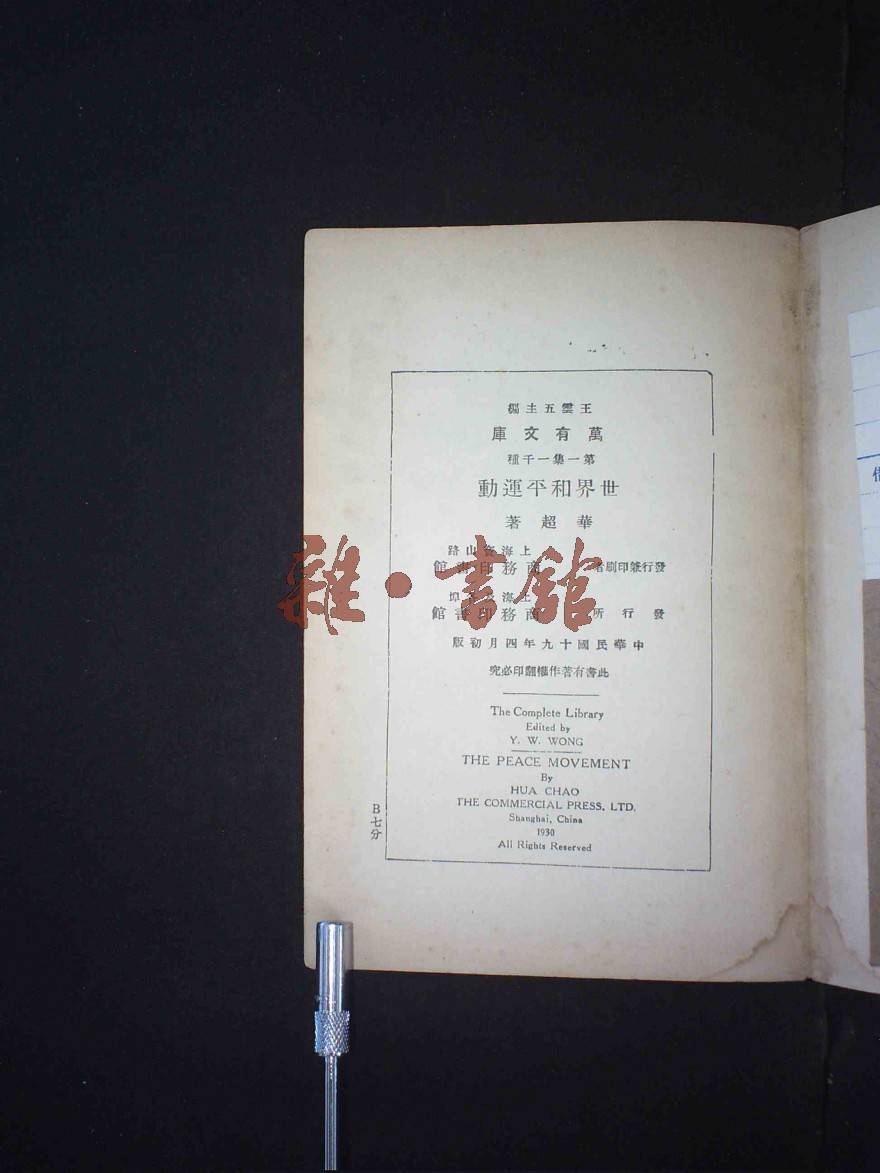 王雲五主編
萬有文庫
第一集一千種
世界和平運動
華超著
上海寶山路
發行兼印刷者 商務印書館
上海及各埠
發行所 商務印書館
中華民國十九年四月初版
此書有著作權翻印必究
The Complete Library
Edited by
Y. W. WONG
THE PEACE MOVEMENT
By
HUA CHAO
THE COMMERCIAL PRESS, LTD.
Shanghai, China
1930
All Rights Reserved
B七分
雜·書館